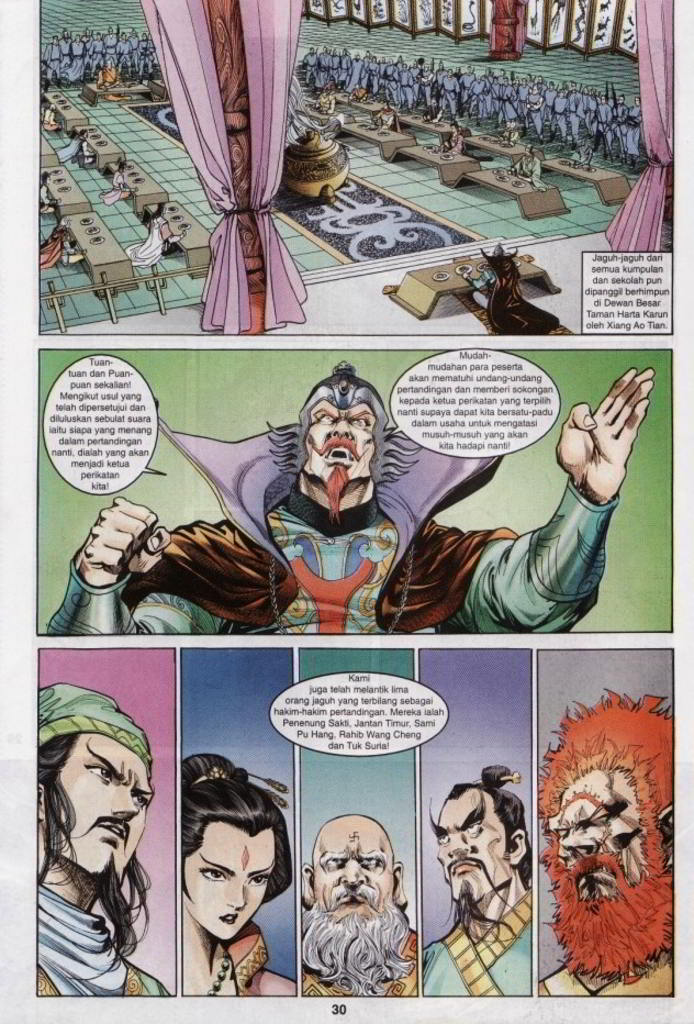 Jaguh-jaguh dari
semua kumpulan
dan sekolah pun
dipanggil berhimpun
di Dewan Besar
Taman Harta Karun
oleh Xiang Ao Tian.
Tuan-
tuan dan Puan-
puan sekalian!
Mengikut usul yang
telah dipersetujui dan
diluluskan sebulat suara
iaitu siapa yang menang
dalam pertandingan
nanti, dialah yang akan
menjadi ketua
perikatan
kita!
Mudah-
mudahan para peserta
akan mematuhi undang-undang
pertandingan dan memberi sokongan
kepada ketua perikatan yang terpilih
nanti supaya dapat kita bersatu-padu
dalam usaha untuk mengatasi
musuh-musuh yang akan
kita hadapi nanti!
Kami
juga telah melantik lima
orang jaguh yang terbilang sebagai
hakim-hakim pertandingan. Mereka ialah
Penenung Sakti, Jantan Timur, Sami
Pu Hang, Rahib Wang Cheng
dan Tuk Suria!
30